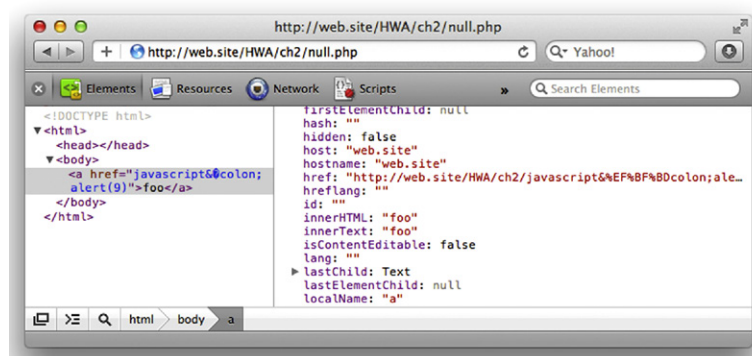 http://web.site/HWA/ch2/null.php
http://web.site/HWA/ch2/null.php
Yahoo!
Elements Resources Network Scripts » Search Elements
<!DOCTYPE html>
<html>
<head></head>
<body>
<a href="javascript&�colon;
alert(9)">foo</a>
</body>
</html>
firstElementChild: null
hash: ""
hidden: false
host: "web.site"
hostname: "web.site"
href: "http://web.site/HWA/ch2/javascript&%EF%BF%BDcolon;ale…
hreflang: ""
id: ""
innerHTML: "foo"
innerText: "foo"
isContentEditable: false
lang: ""
lastChild: Text
lastElementChild: null
localName: "a"
html body a